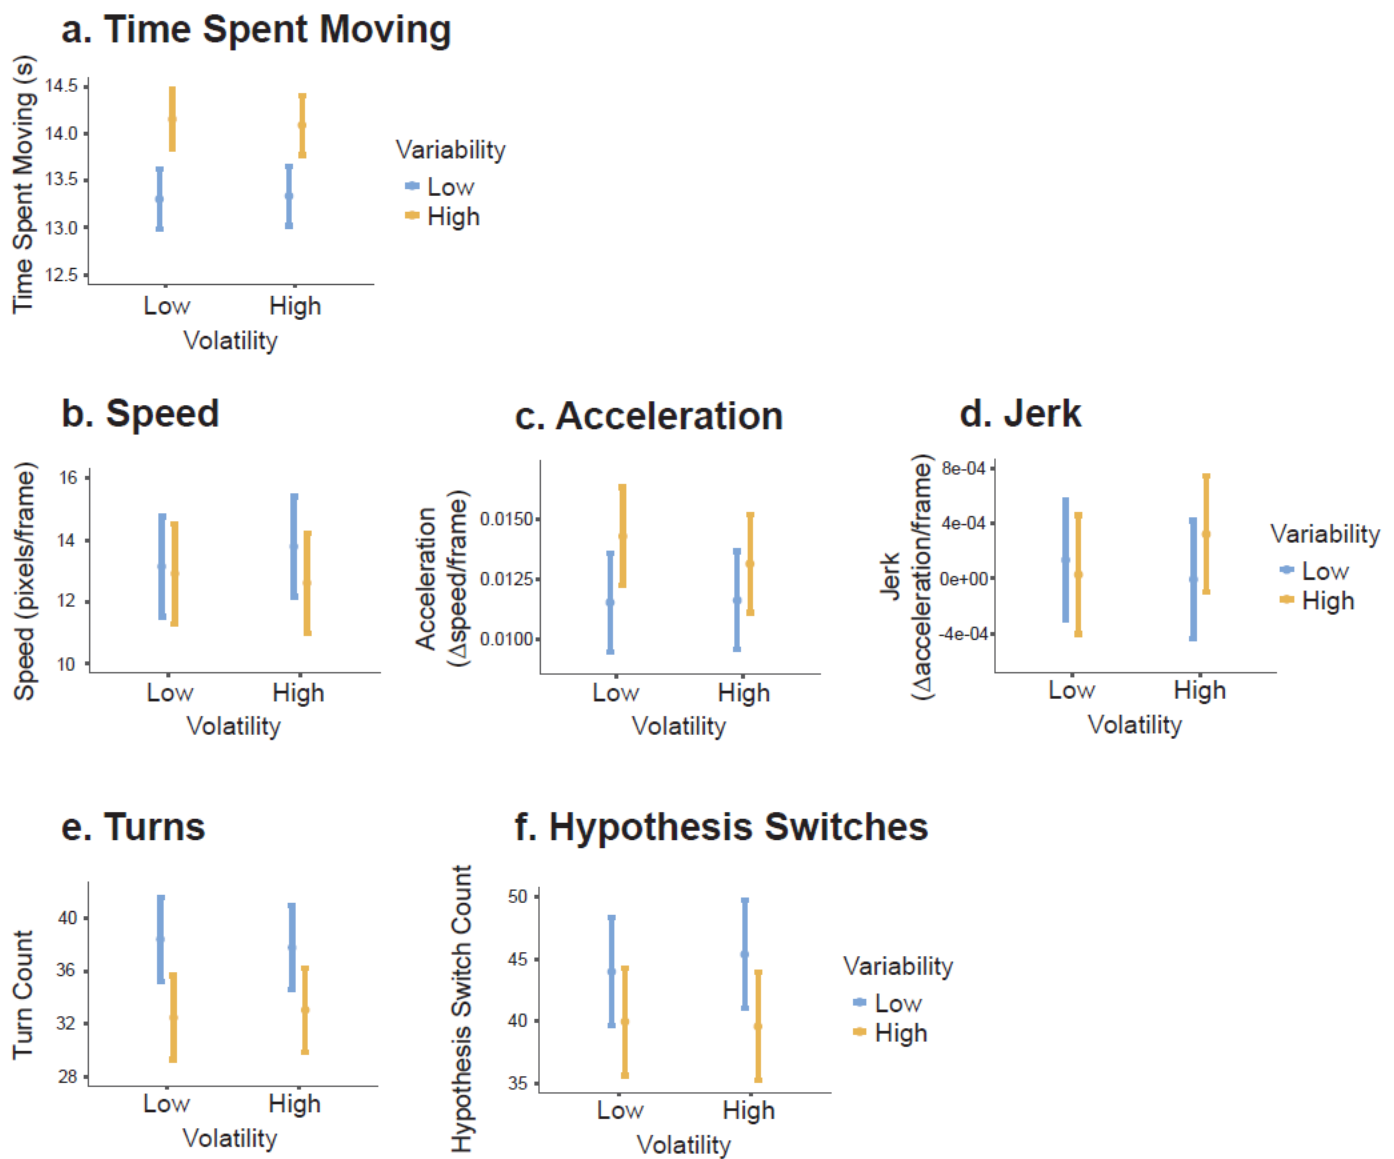 a. Time Spent Moving
Time Spent Moving (s)
14.5
14.0
13.5
13.0
12.5
Low
High
Volatility
Variability
Low
High
b. Speed
Speed (pixels/frame)
16
14
12
10
Low
High
Volatility
c. Acceleration
Acceleration
(Δspeed/frame)
0.0150
0.0125
0.0100
Low
High
Volatility
d. Jerk
Jerk
(Δacceleration/frame)
8e-04
4e-04
0e+00
-4e-04
Low
High
Volatility
Variability
Low
High
e. Turns
Turn Count
40
36
32
28
Low
High
Volatility
f. Hypothesis Switches
Hypothesis Switch Count
50
45
40
35
Low
High
Volatility
Variability
Low
High